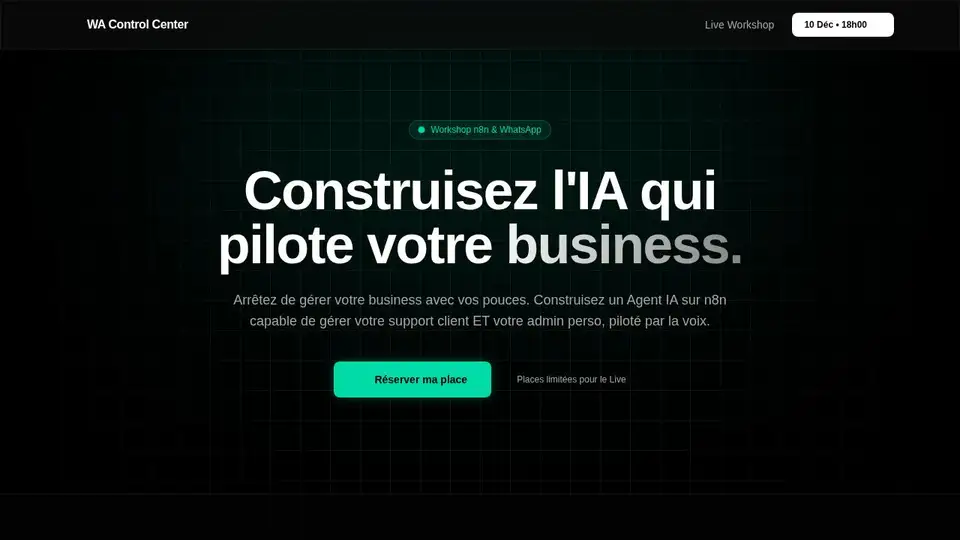 WA Control Center
Live Workshop
10 Déc • 18h00
Workshop n8n & WhatsApp
Construisez l'IA qui
pilote votre business.
Arrêtez de gérer votre business avec vos pouces. Construisez un Agent IA sur n8n
capable de gérer votre support client ET votre admin perso, piloté par la voix.
Réserver ma place
Places limitées pour le Live